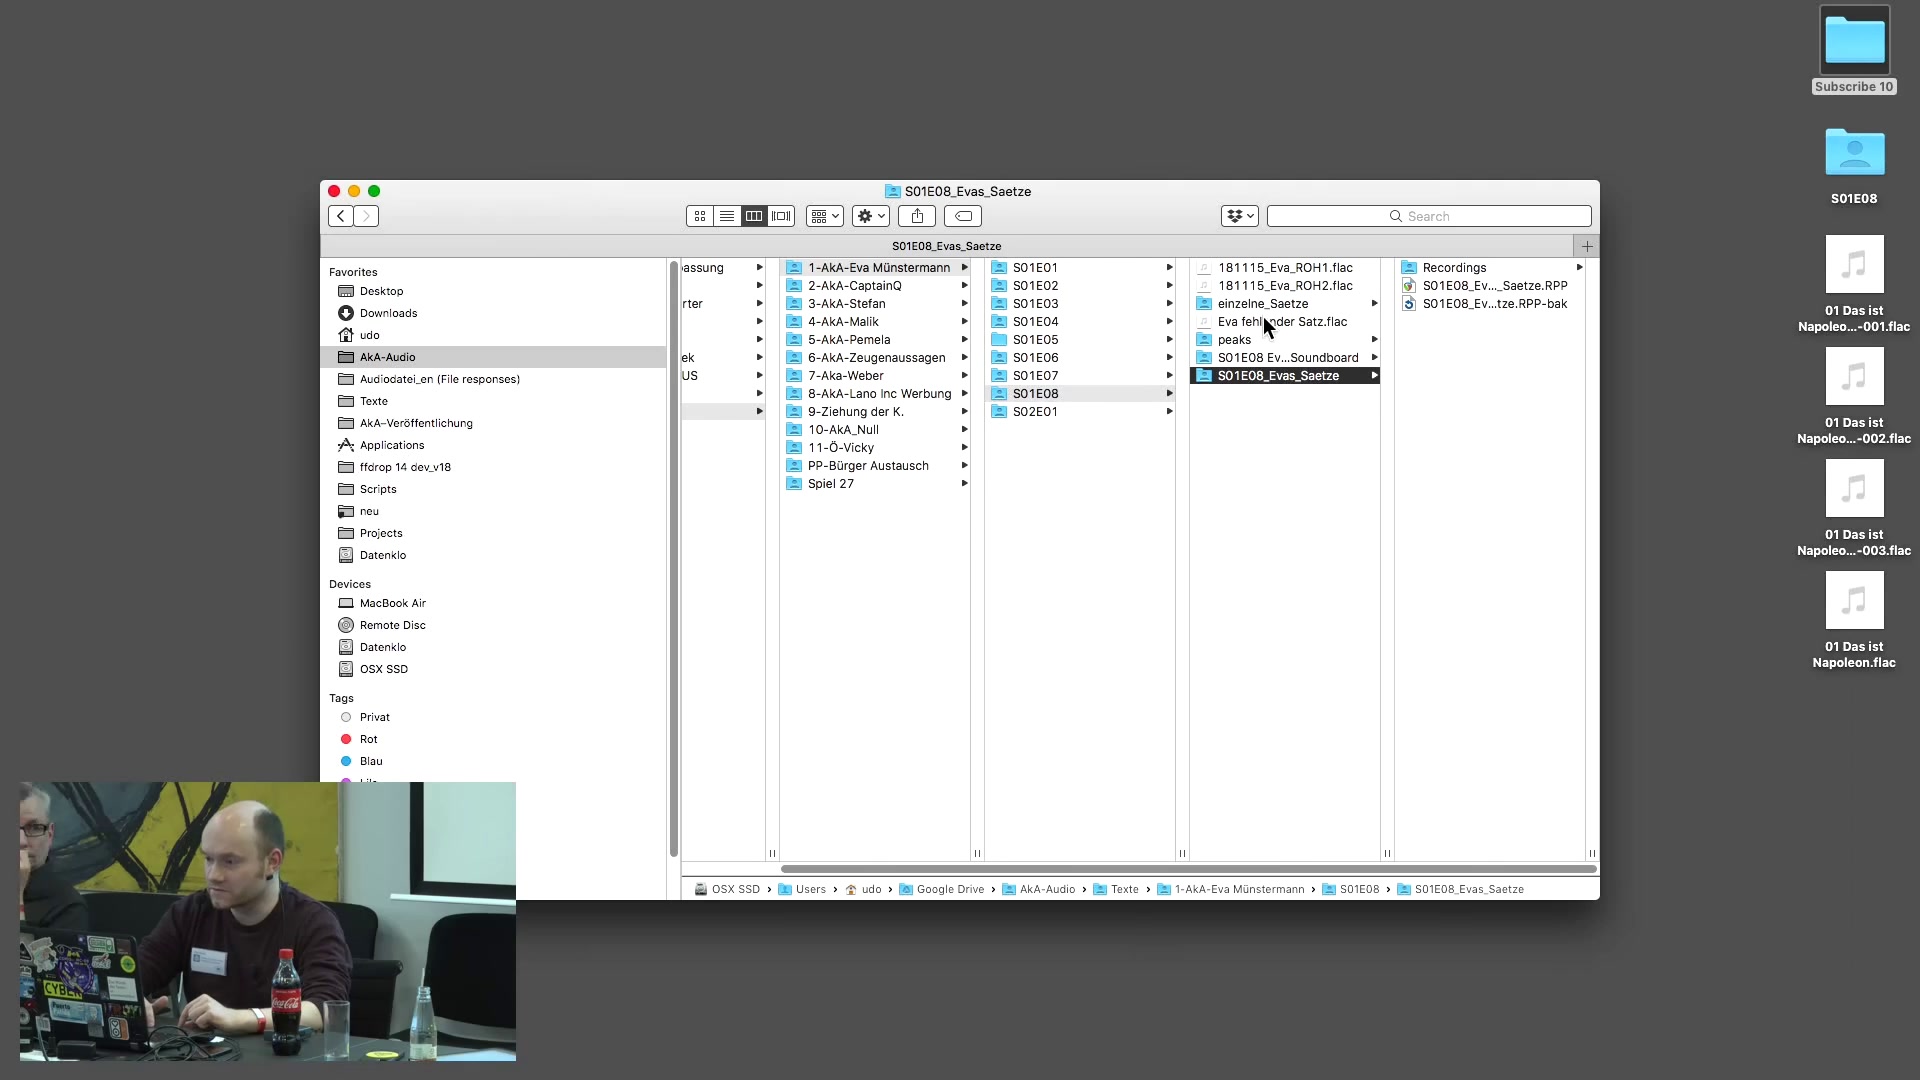 S01E08_Evas_Saetze
Search
S01E08_Evas_Saetze
Favorites
Desktop
Downloads
udo
AkA-Audio
Audiodatei_en (File responses)
Texte
AkA-Veröffentlichung
Applications
ffdrop 14 dev_v18
Scripts
neu
Projects
Datenklo
Devices
MacBook Air
Remote Disc
Datenklo
OSX SSD
Tags
Privat
Rot
Blau
assung
rter
ek
US
1-AkA-Eva Münstermann
2-AkA-CaptainQ
3-AkA-Stefan
4-AkA-Malik
5-AkA-Pemela
6-AkA-Zeugenaussagen
7-Aka-Weber
8-AkA-Lano Inc Werbung
9-Ziehung der K.
10-AkA_Null
11-Ö-Vicky
PP-Bürger Austausch
Spiel 27
S01E01
S01E02
S01E03
S01E04
S01E05
S01E06
S01E07
S01E08
S02E01
181115_Eva_ROH1.flac
181115_Eva_ROH2.flac
einzelne_Saetze
Eva fehlender Satz.flac
peaks
S01E08 Ev...Soundboard
S01E08_Evas_Saetze
Recordings
S01E08_Ev..._Saetze.RPP
S01E08_Ev...tze.RPP-bak
OSX SSD › Users › udo › Google Drive › AkA-Audio › Texte › 1-AkA-Eva Münstermann › S01E08 › S01E08_Evas_Saetze
Subscribe 10
S01E08
01 Das ist
Napoleo...-001.flac
01 Das ist
Napoleo...-002.flac
01 Das ist
Napoleo...-003.flac
01 Das ist
Napoleon.flac
CYBER
Coca-Cola